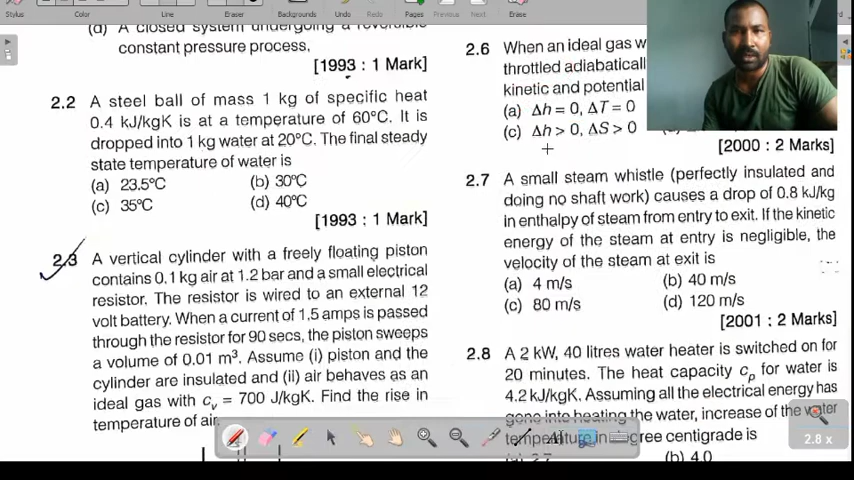 Stylus
Color
Line
Eraser
Backgrounds
Undo
Redo
Pages
Previous
Next
Erase
(d) A closed system undergoing a reversible
constant pressure process,
[1993 : 1 Mark]
2.2 A steel ball of mass 1 kg of specific heat
0.4 kJ/kgK is at a temperature of 60°C. It is
dropped into 1 kg water at 20°C. The final steady
state temperature of water is
(a) 23.5°C (b) 30°C
(c) 35°C (d) 40°C
[1993 : 1 Mark]
2.3 A vertical cylinder with a freely floating piston
contains 0.1 kg air at 1.2 bar and a small electrical
resistor. The resistor is wired to an external 12
volt battery. When a current of 1.5 amps is passed
through the resistor for 90 secs, the piston sweeps
a volume of 0.01 m³. Assume (i) piston and the
cylinder are insulated and (ii) air behaves as an
ideal gas with cv = 700 J/kgK. Find the rise in
temperature of air.
2.6 When an ideal gas w
throttled adiabaticall
kinetic and potential
(a) Δh = 0, ΔT = 0
(c) Δh > 0, ΔS > 0
[2000 : 2 Marks]
2.7 A small steam whistle (perfectly insulated and
doing no shaft work) causes a drop of 0.8 kJ/kg
in enthalpy of steam from entry to exit. If the kinetic
energy of the steam at entry is negligible, the
velocity of the steam at exit is
(a) 4 m/s (b) 40 m/s
(c) 80 m/s (d) 120 m/s
[2001 : 2 Marks]
2.8 A 2 kW, 40 litres water heater is switched on for
20 minutes. The heat capacity cp for water is
4.2 kJ/kgK. Assuming all the electrical energy has
gone into heating the water, increase of the water
temperature in degree centigrade is
(a) 2.7 (b) 4.0
2.8 x